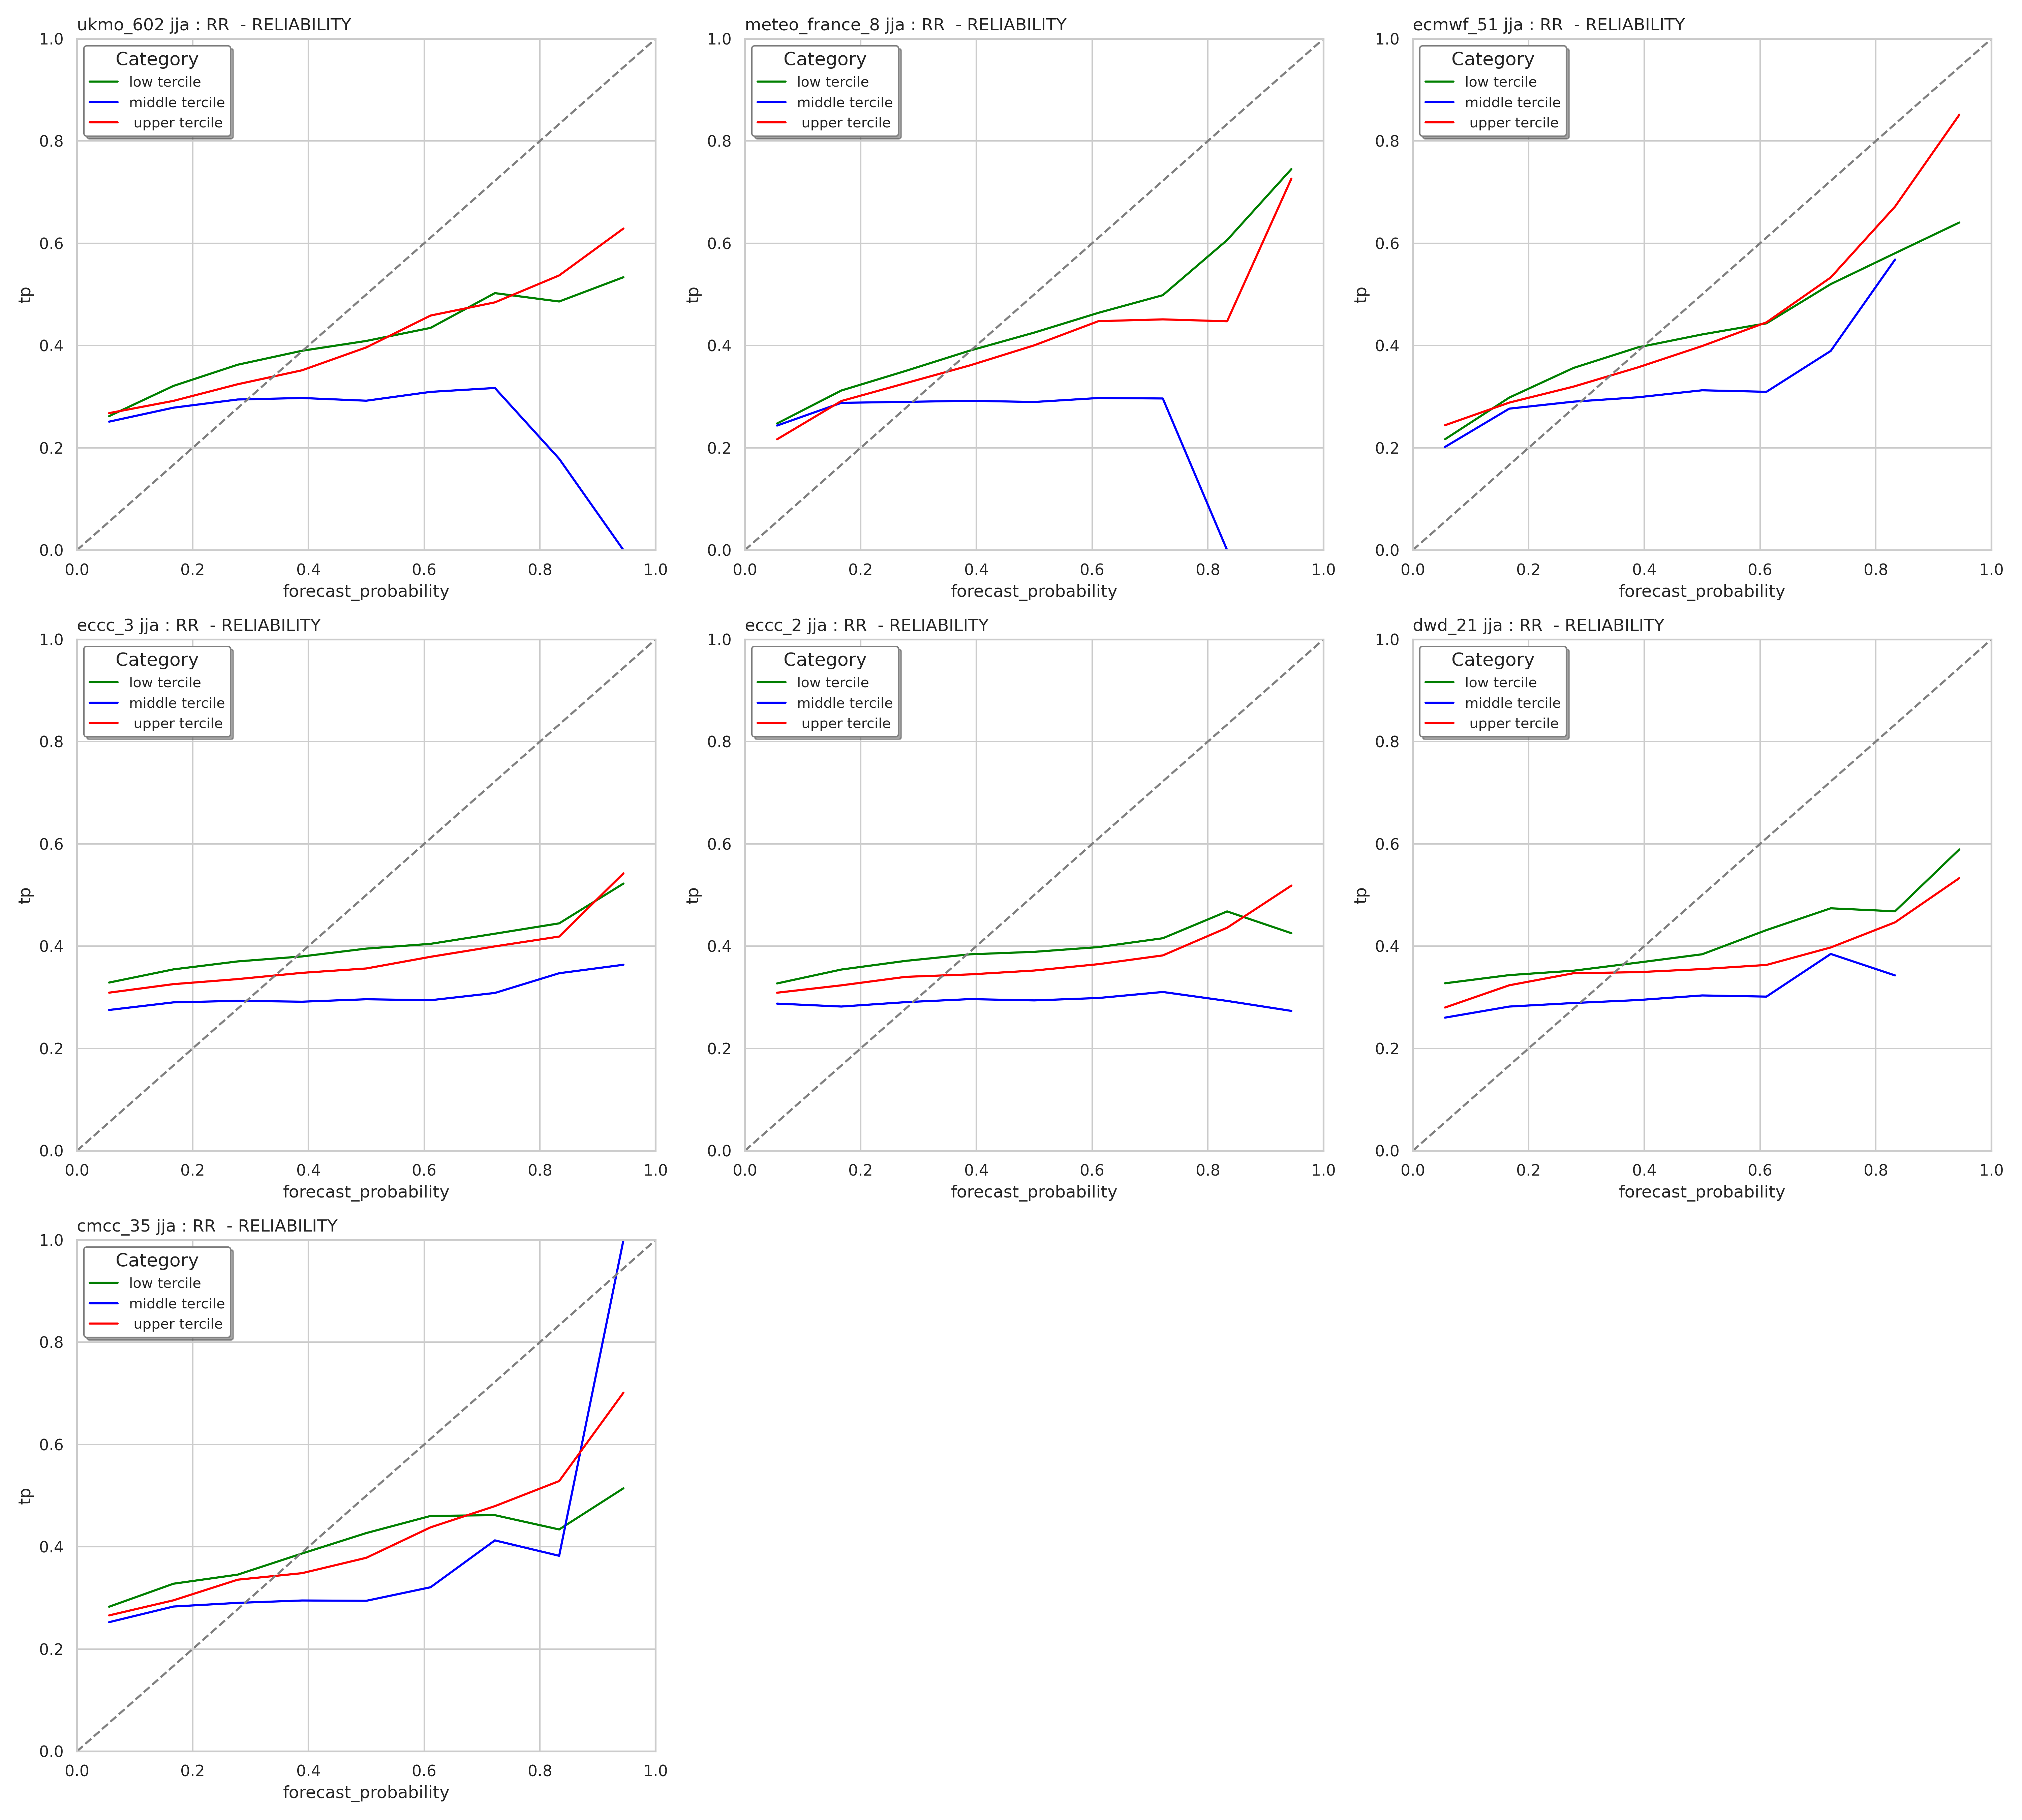 ukmo_602 jja : RR  - RELIABILITY
1.0
0.8
0.6
0.4
0.2
0.0
tp
Category
low tercile
middle tercile
upper tercile
0.0 0.2 0.4 0.6 0.8 1.0
forecast_probability
meteo_france_8 jja : RR  - RELIABILITY
1.0
0.8
0.6
0.4
0.2
0.0
tp
Category
low tercile
middle tercile
upper tercile
0.0 0.2 0.4 0.6 0.8 1.0
forecast_probability
ecmwf_51 jja : RR  - RELIABILITY
1.0
0.8
0.6
0.4
0.2
0.0
tp
Category
low tercile
middle tercile
upper tercile
0.0 0.2 0.4 0.6 0.8 1.0
forecast_probability
eccc_3 jja : RR  - RELIABILITY
1.0
0.8
0.6
0.4
0.2
0.0
tp
Category
low tercile
middle tercile
upper tercile
0.0 0.2 0.4 0.6 0.8 1.0
forecast_probability
eccc_2 jja : RR  - RELIABILITY
1.0
0.8
0.6
0.4
0.2
0.0
tp
Category
low tercile
middle tercile
upper tercile
0.0 0.2 0.4 0.6 0.8 1.0
forecast_probability
dwd_21 jja : RR  - RELIABILITY
1.0
0.8
0.6
0.4
0.2
0.0
tp
Category
low tercile
middle tercile
upper tercile
0.0 0.2 0.4 0.6 0.8 1.0
forecast_probability
cmcc_35 jja : RR  - RELIABILITY
1.0
0.8
0.6
0.4
0.2
0.0
tp
Category
low tercile
middle tercile
upper tercile
0.0 0.2 0.4 0.6 0.8 1.0
forecast_probability